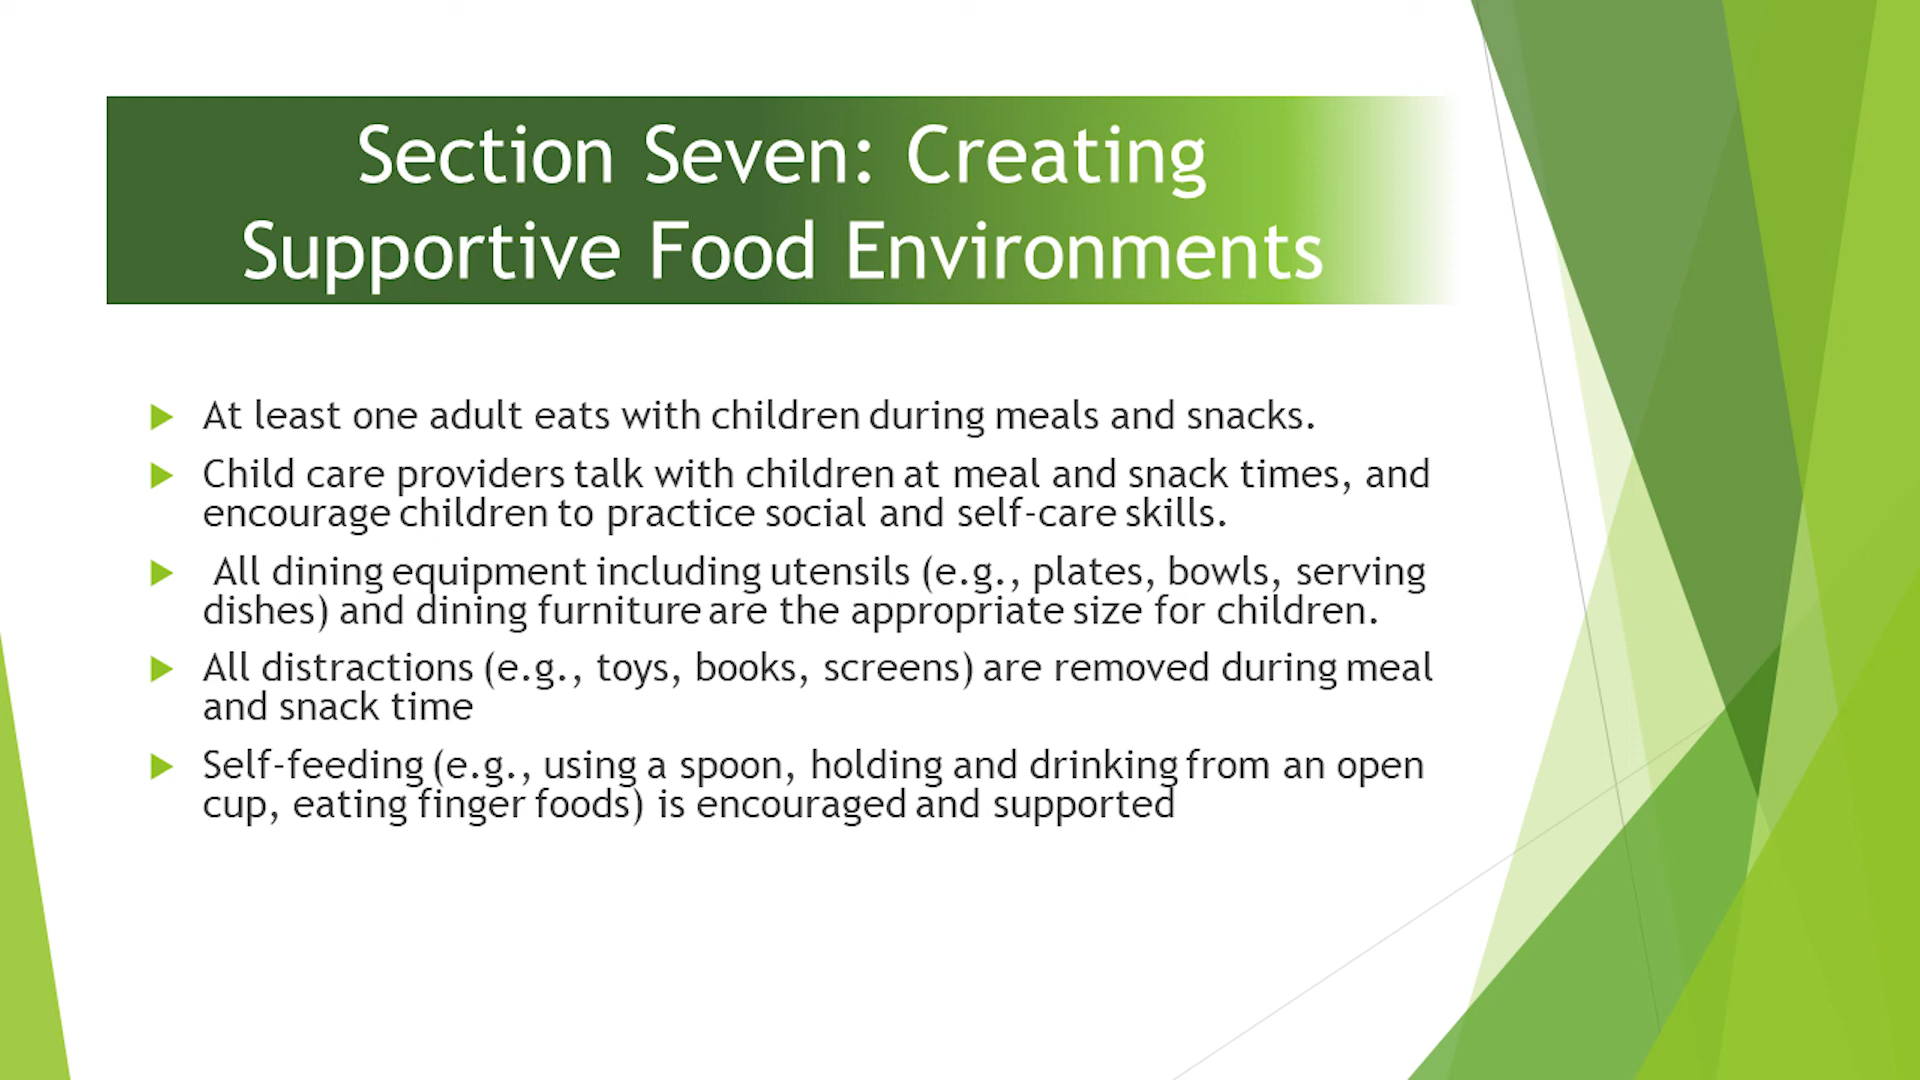 Section Seven: Creating
Supportive Food Environments
At least one adult eats with children during meals and snacks.
Child care providers talk with children at meal and snack times, and
encourage children to practice social and self-care skills.
All dining equipment including utensils (e.g., plates, bowls, serving
dishes) and dining furniture are the appropriate size for children.
All distractions (e.g., toys, books, screens) are removed during meal
and snack time
Self-feeding (e.g., using a spoon, holding and drinking from an open
cup, eating finger foods) is encouraged and supported